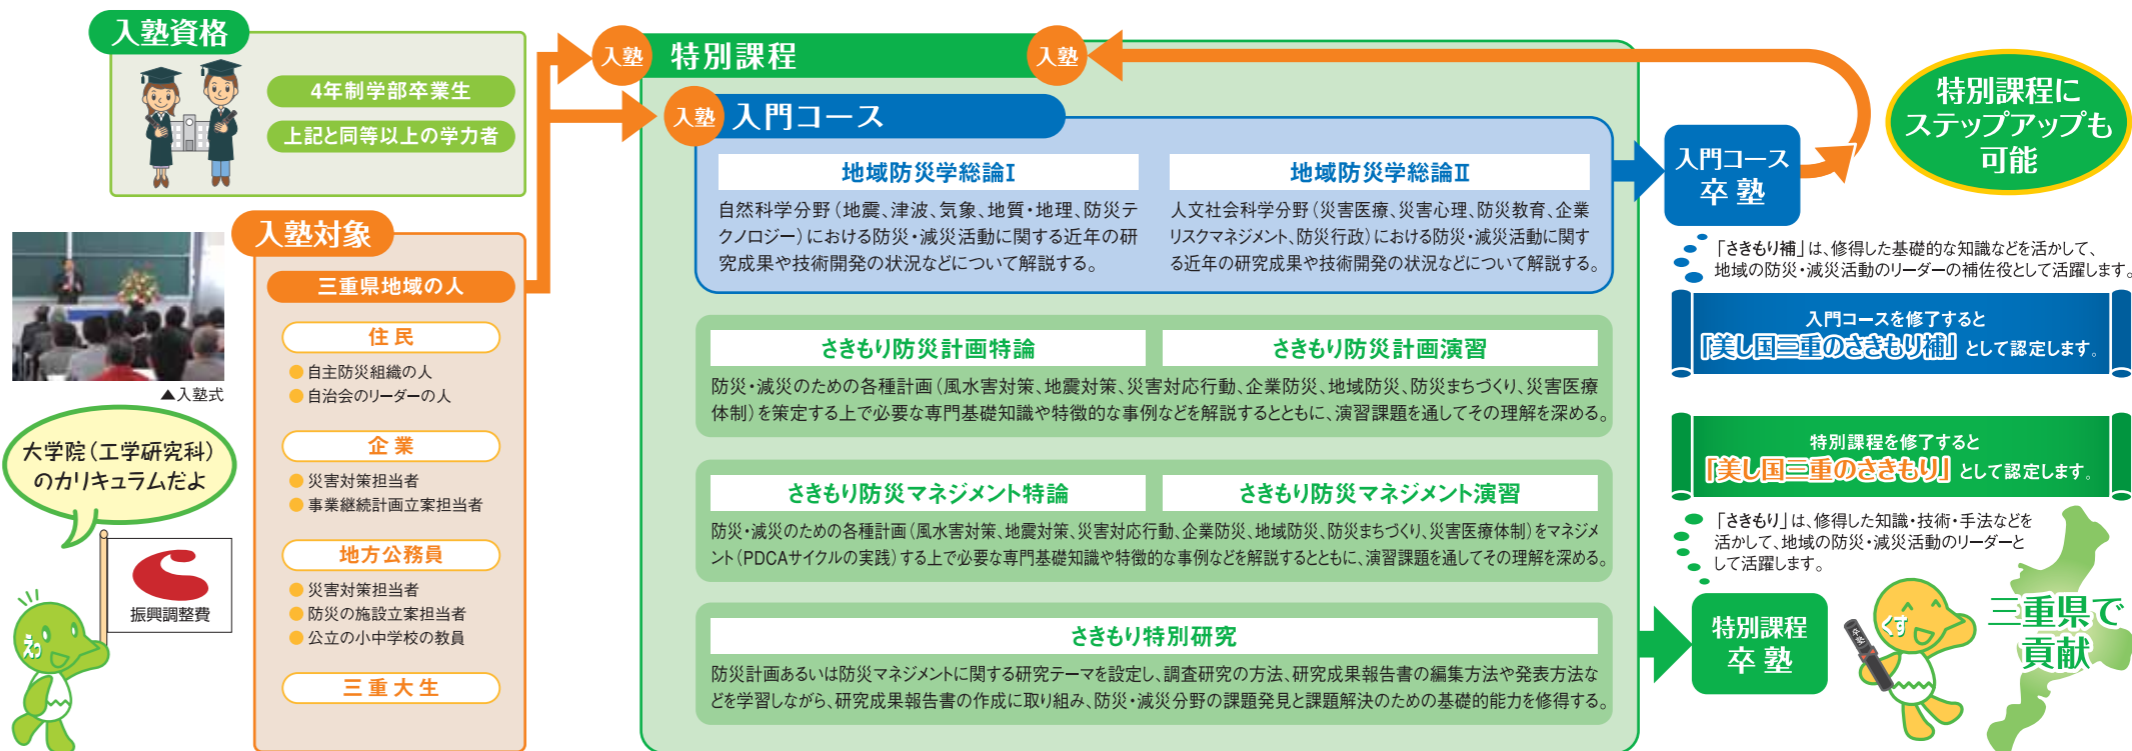 入塾資格
4年制学部卒業生
上記と同等以上の学力者
▲入塾式
大学院(工学研究科)
のカリキュラムだよ
振興調整費
えっ
入塾対象
三重県地域の人
住民
●自主防災組織の人
●自治会のリーダーの人
企業
●災害対策担当者
●事業継続計画立案担当者
地方公務員
●災害対策担当者
●防災の施設立案担当者
●公立の小中学校の教員
三重大生
入塾
特別課程
入塾
入塾
入門コース
地域防災学総論Ⅰ
自然科学分野(地震、津波、気象、地質・地理、防災テ
クノロジー)における防災・減災活動に関する近年の研
究成果や技術開発の状況などについて解説する。
地域防災学総論Ⅱ
人文社会科学分野(災害医療、災害心理、防災教育、企業
リスクマネジメント、防災行政)における防災・減災活動に関す
る近年の研究成果や技術開発の状況などについて解説する。
さきもり防災計画特論
さきもり防災計画演習
防災・減災のための各種計画(風水害対策、地震対策、災害対応行動、企業防災、地域防災、防災まちづくり、災害医療
体制)を策定する上で必要な専門基礎知識や特徴的な事例などを解説するとともに、演習課題を通してその理解を深める。
さきもり防災マネジメント特論
さきもり防災マネジメント演習
防災・減災のための各種計画(風水害対策、地震対策、災害対応行動、企業防災、地域防災、防災まちづくり、災害医療体制)をマネジメ
ント(PDCAサイクルの実践)する上で必要な専門基礎知識や特徴的な事例などを解説するとともに、演習課題を通してその理解を深める。
さきもり特別研究
防災計画あるいは防災マネジメントに関する研究テーマを設定し、調査研究の方法、研究成果報告書の編集方法や発表方法な
どを学習しながら、研究成果報告書の作成に取り組み、防災・減災分野の課題発見と課題解決のための基礎的能力を修得する。
特別課程に
ステップアップも
可能
入門コース
卒塾
「さきもり補」は、修得した基礎的な知識などを活かして、
地域の防災・減災活動のリーダーの補佐役として活躍します。
入門コースを修了すると
「美し国三重のさきもり補」として認定します。
特別課程を修了すると
「美し国三重のさきもり」として認定します。
「さきもり」は、修得した知識・技術・手法などを
活かして、地域の防災・減災活動のリーダーと
して活躍します。
特別課程
卒塾
卒塾
くす
三重県で
貢献